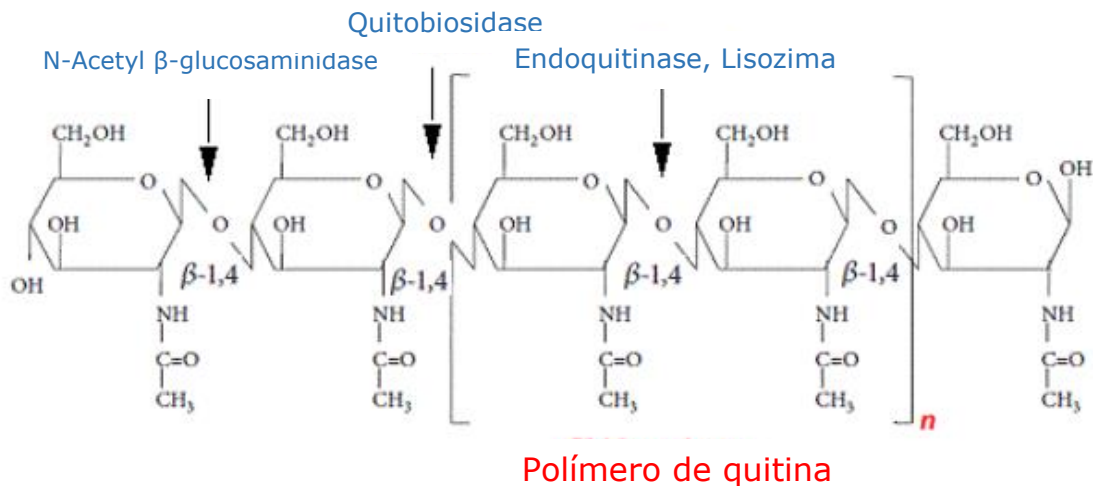 Quitobiosidase
N-Acetyl β-glucosaminidase Endoquitinase, Lisozima
CH₂OH CH₂OH CH₂OH CH₂OH CH₂OH
O O O O O OH
OH O OH O OH O OH O OH
OH β-1,4 β-1,4 β-1,4 β-1,4
NH NH NH NH NH
C=O C=O C=O C=O C=O
CH₃ CH₃ CH₃ CH₃ CH₃
n
Polímero de quitina